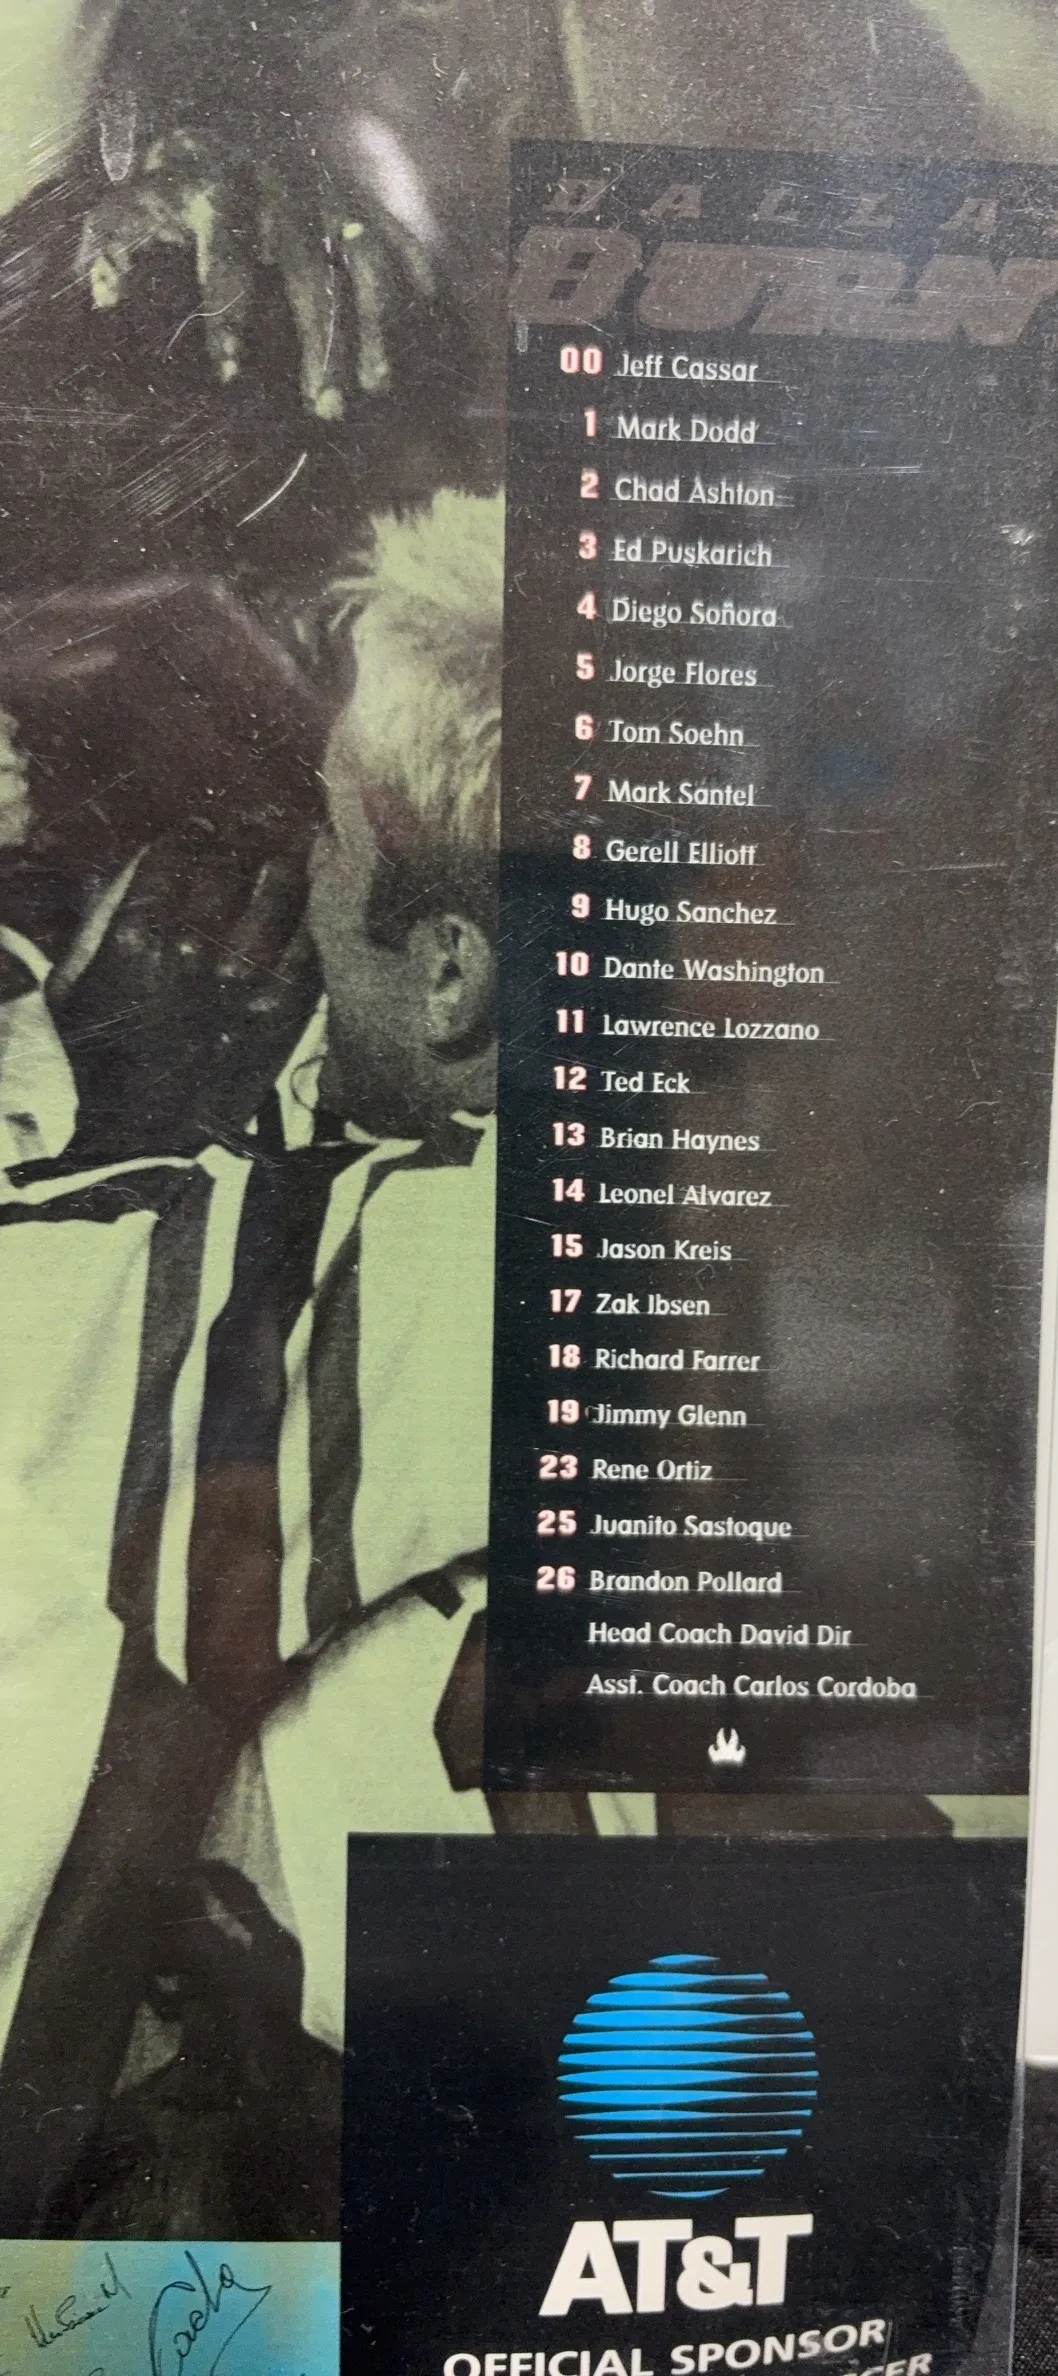 DALLA
BURN
00 Jeff Cassar
1 Mark Dodd
2 Chad Ashton
3 Ed Puskarich
4 Diego Soñora
5 Jorge Flores
6 Tom Soehn
7 Mark Santel
8 Gerell Elliott
9 Hugo Sanchez
10 Dante Washington
11 Lawrence Lozzano
12 Ted Eck
13 Brian Haynes
14 Leonel Alvarez
15 Jason Kreis
17 Zak Ibsen
18 Richard Farrer
19 Jimmy Glenn
23 Rene Ortiz
25 Juanito Sastoque
26 Brandon Pollard
Head Coach David Dir
Asst. Coach Carlos Cordoba
AT&T
OFFICIAL SPONSOR